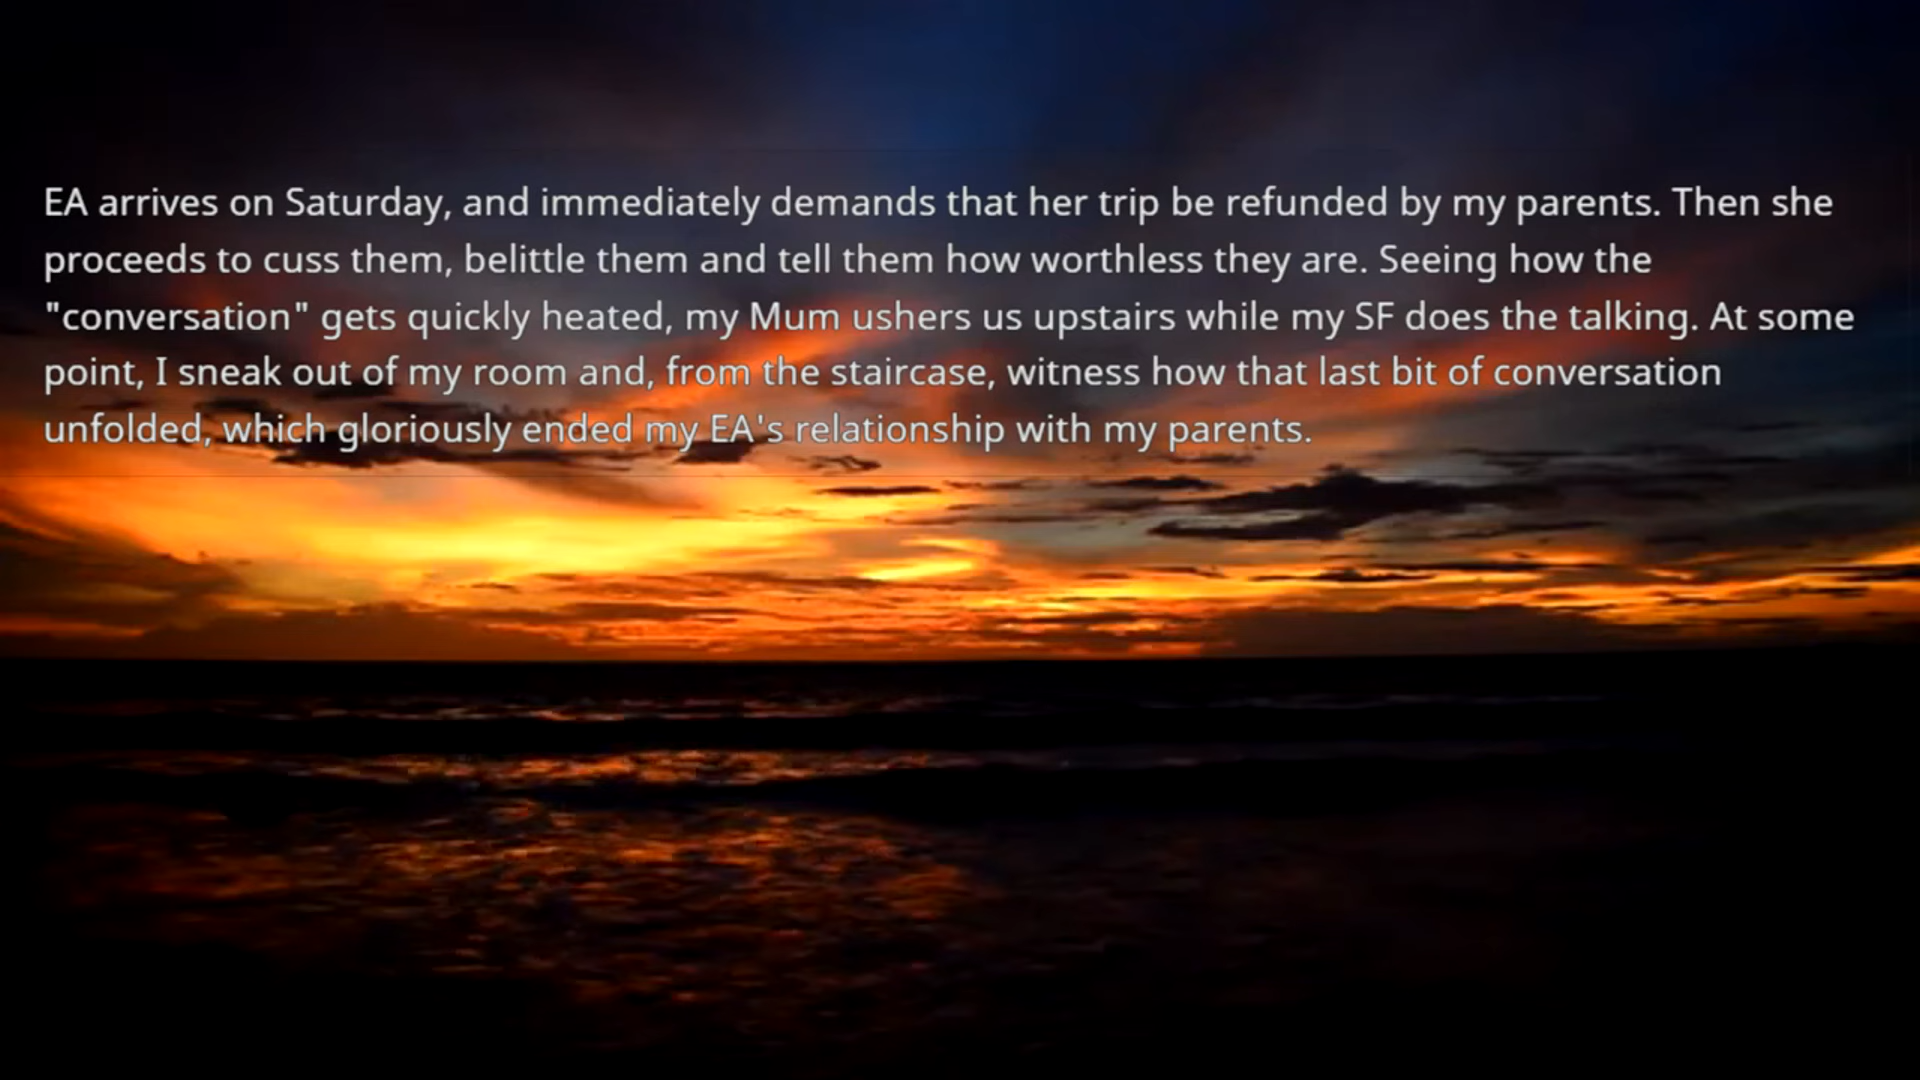 EA arrives on Saturday, and immediately demands that her trip be refunded by my parents. Then she
proceeds to cuss them, belittle them and tell them how worthless they are. Seeing how the
"conversation" gets quickly heated, my Mum ushers us upstairs while my SF does the talking. At some
point, I sneak out of my room and, from the staircase, witness how that last bit of conversation
unfolded, which gloriously ended my EA's relationship with my parents.